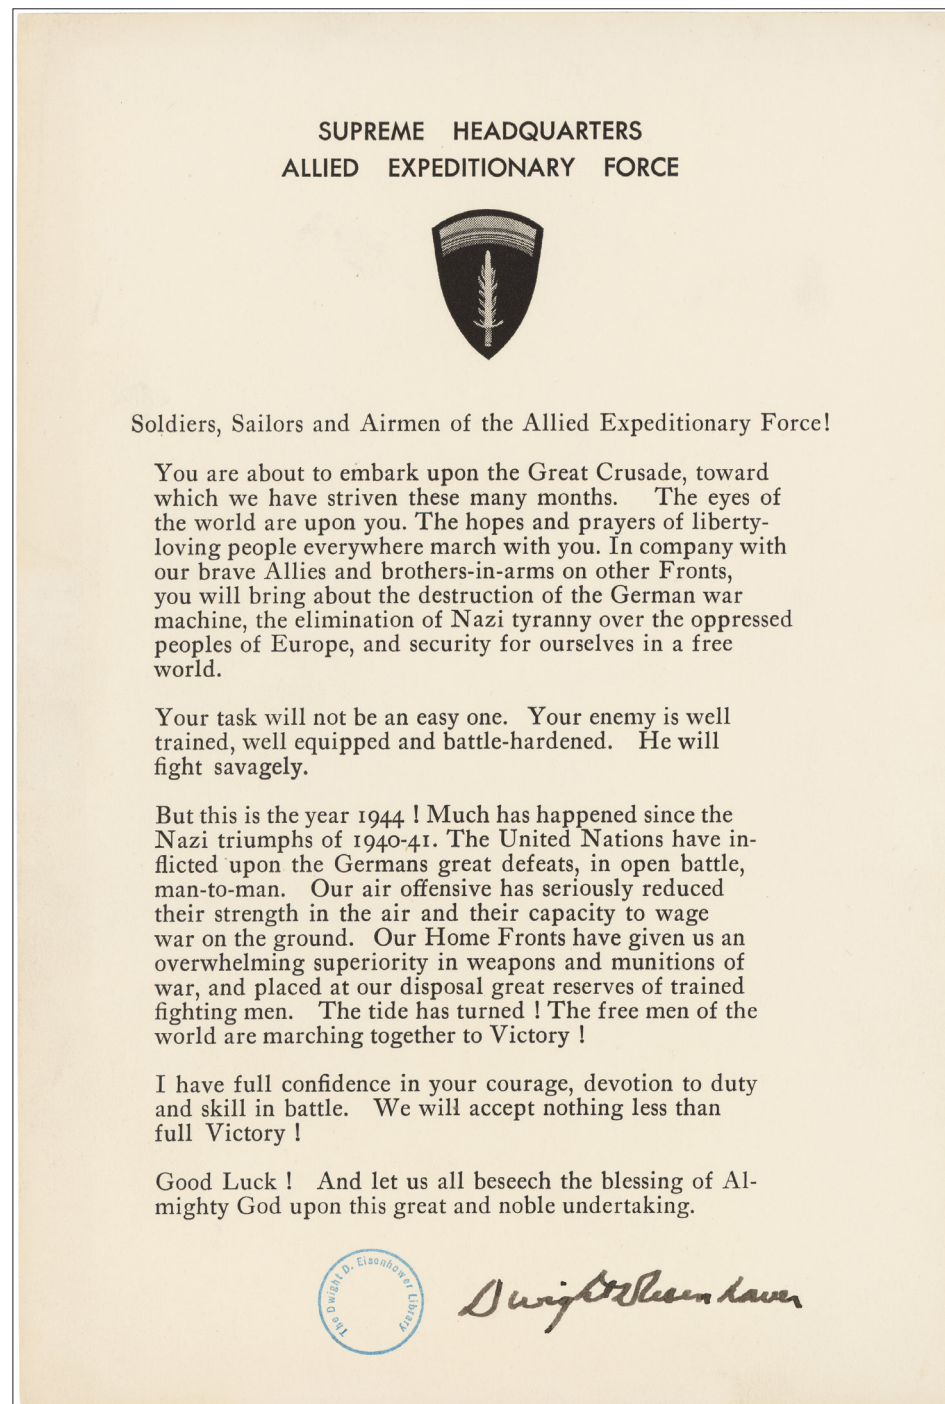 SUPREME HEADQUARTERS
ALLIED EXPEDITIONARY FORCE
Soldiers, Sailors and Airmen of the Allied Expeditionary Force!
You are about to embark upon the Great Crusade, toward
which we have striven these many months. The eyes of
the world are upon you. The hopes and prayers of liberty-
loving people everywhere march with you. In company with
our brave Allies and brothers-in-arms on other Fronts,
you will bring about the destruction of the German war
machine, the elimination of Nazi tyranny over the oppressed
peoples of Europe, and security for ourselves in a free
world.
Your task will not be an easy one. Your enemy is well
trained, well equipped and battle-hardened. He will
fight savagely.
But this is the year 1944 ! Much has happened since the
Nazi triumphs of 1940-41. The United Nations have in-
flicted upon the Germans great defeats, in open battle,
man-to-man. Our air offensive has seriously reduced
their strength in the air and their capacity to wage
war on the ground. Our Home Fronts have given us an
overwhelming superiority in weapons and munitions of
war, and placed at our disposal great reserves of trained
fighting men. The tide has turned ! The free men of the
world are marching together to Victory !
I have full confidence in your courage, devotion to duty
and skill in battle. We will accept nothing less than
full Victory !
Good Luck ! And let us all beseech the blessing of Al-
mighty God upon this great and noble undertaking.
The Dwight D. Eisenhower Library
Dwight D Eisenhower